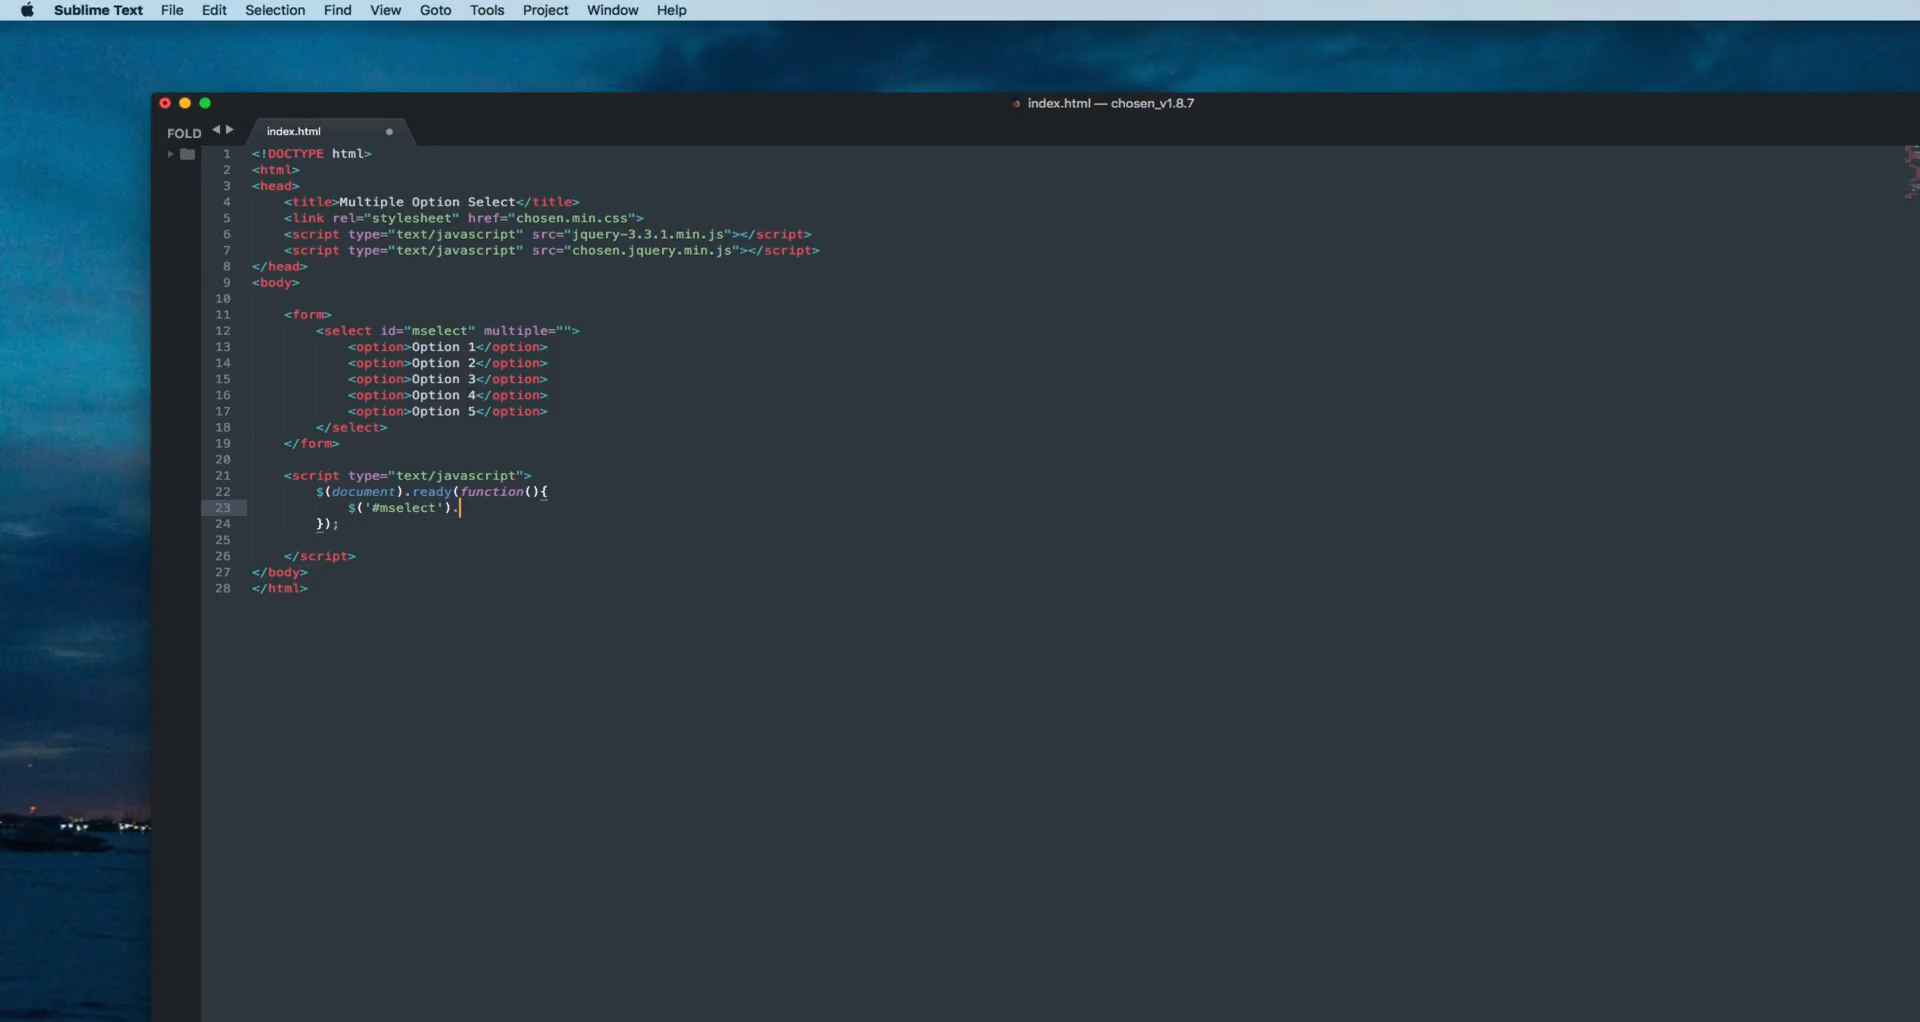 Sublime Text File Edit Selection Find View Goto Tools Project Window Help
index.html — chosen_v1.8.7
FOLD index.html
1 <!DOCTYPE html>
2 <html>
3 <head>
4 <title>Multiple Option Select</title>
5 <link rel="stylesheet" href="chosen.min.css">
6 <script type="text/javascript" src="jquery-3.3.1.min.js"></script>
7 <script type="text/javascript" src="chosen.jquery.min.js"></script>
8 </head>
9 <body>
10
11 <form>
12 <select id="mselect" multiple="">
13 <option>Option 1</option>
14 <option>Option 2</option>
15 <option>Option 3</option>
16 <option>Option 4</option>
17 <option>Option 5</option>
18 </select>
19 </form>
20
21 <script type="text/javascript">
22 $(document).ready(function(){
23 $('#mselect').
24 });
25
26 </script>
27 </body>
28 </html>